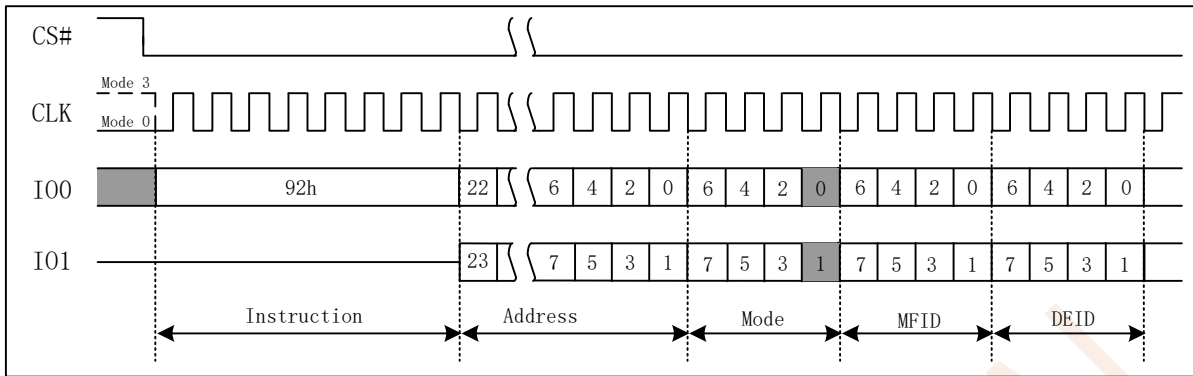 CS#
Mode 3
CLK
Mode 0
IO0 92h 22 6 4 2 0 6 4 2 0 6 4 2 0 6 4 2 0
IO1 23 7 5 3 1 7 5 3 1 7 5 3 1 7 5 3 1
Instruction Address Mode MFID DEID